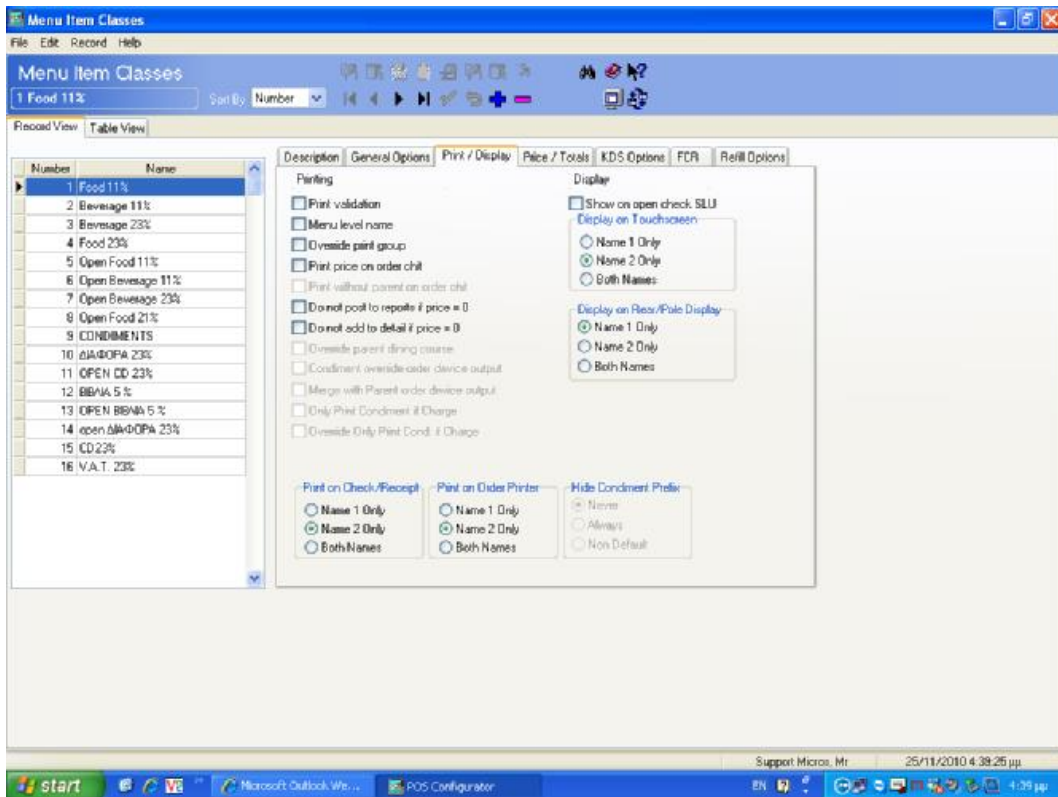 Menu Item Classes
File Edit Record Help
Menu Item Classes
1 Food 11%
Sort By Number
Record View Table View
Description General Options Print / Display Price / Totals KDS Options FCR Refill Options
Number Name
1 Food 11%
2 Beverage 11%
3 Beverage 23%
4 Food 23%
5 Open Food 11%
6 Open Beverage 11%
7 Open Beverage 23%
8 Open Food 21%
9 CONDIMENTS
10 ΔΙΑΦΟΡΑ 23%
11 OPEN CD 23%
12 ΒΙΒΛΙΑ 5 %
13 OPEN ΒΙΒΛΙΑ 5 %
14 open ΔΙΑΦΟΡΑ 23%
15 CD 23%
16 V.A.T. 23%
Printing
Print validation
Menu level name
Override print group
Print price on order chit
Print without parent on order chit
Do not post to reports if price = 0
Do not add to detail if price = 0
Override parent dining course
Condiment override order device output
Merge with Parent order device output
Only Print Condiment if Charge
Override Only Print Cond. if Charge
Display
Show on open check SLU
Display on Touchscreen
Name 1 Only
Name 2 Only
Both Names
Display on Rear/Pole Display
Name 1 Only
Name 2 Only
Both Names
Print on Check/Receipt
Name 1 Only
Name 2 Only
Both Names
Print on Order Printer
Name 1 Only
Name 2 Only
Both Names
Hide Condiment Prefix
Never
Always
Non Default
Support Micros, Mr 25/11/2010 4:39:25 μμ
start Microsoft Outlook We... POS Configurator EN 4:39 μμ